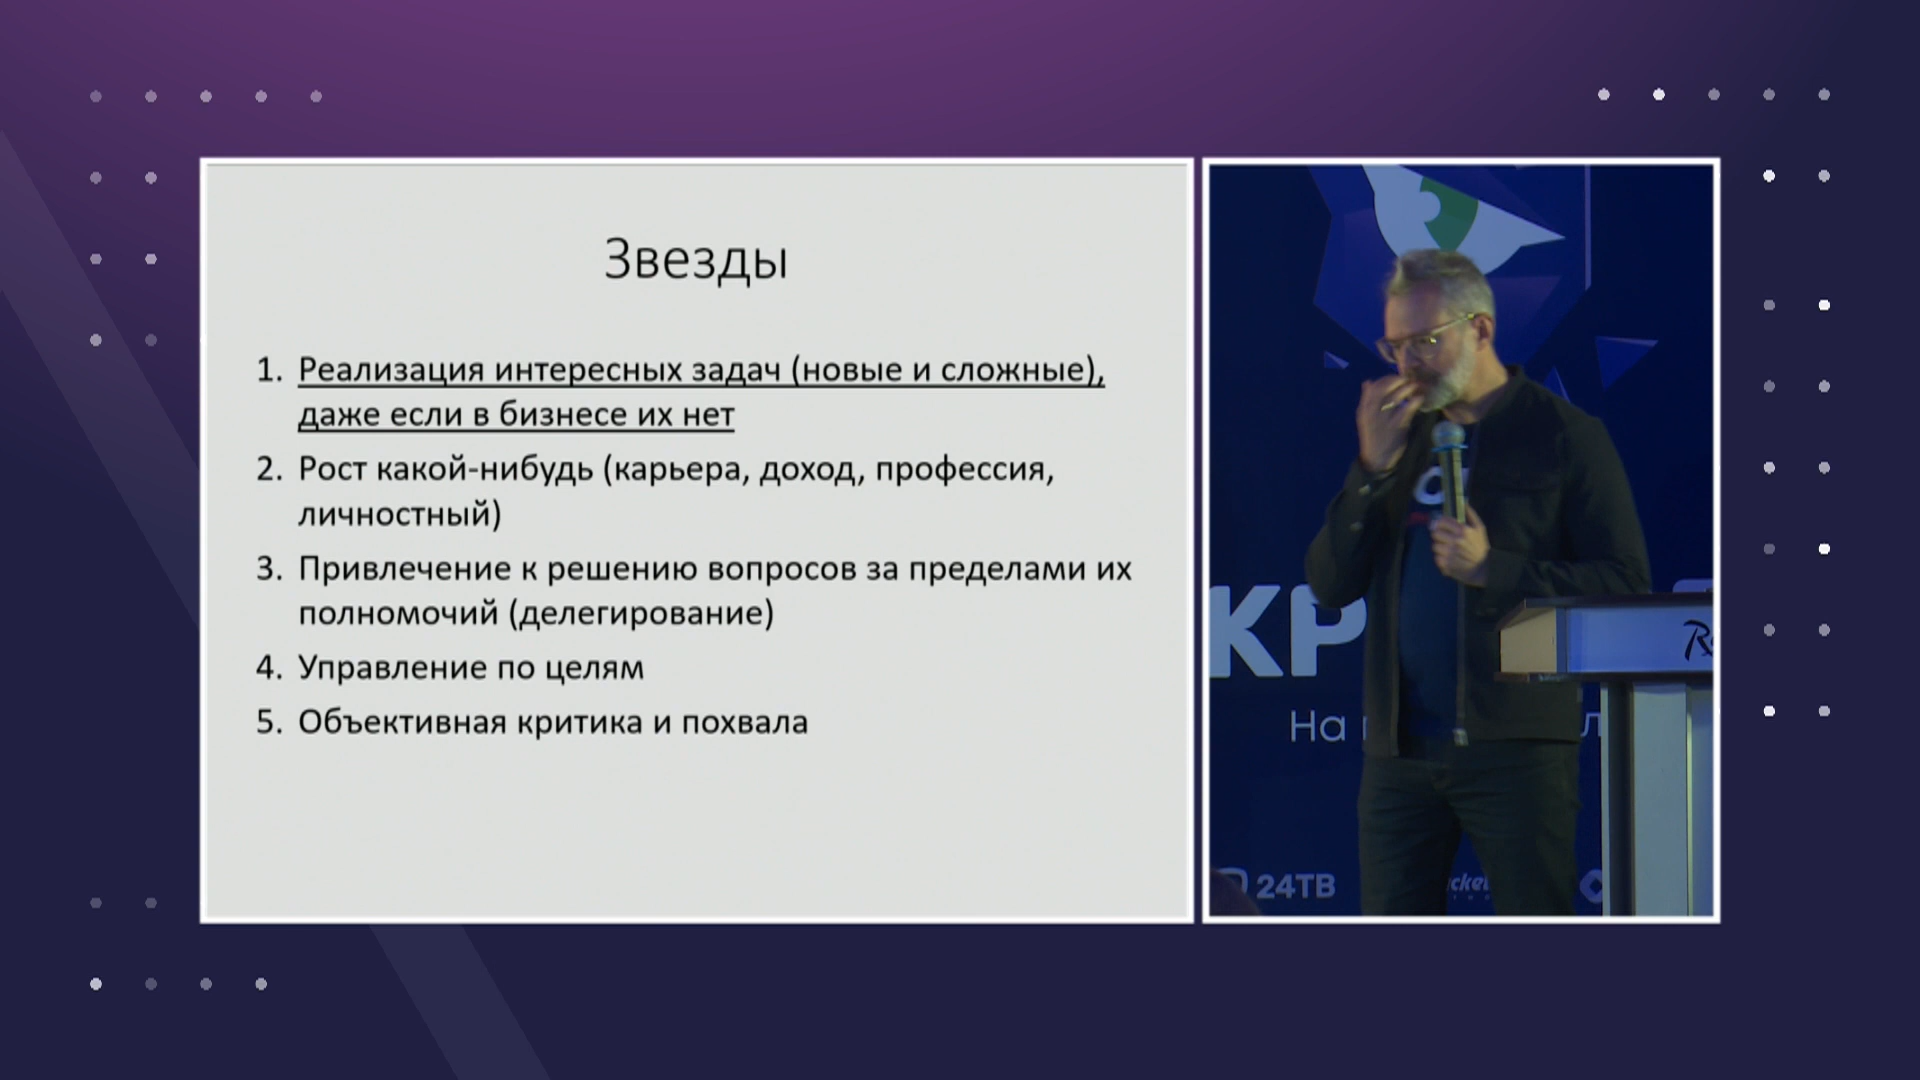 Звезды
1. Реализация интересных задач (новые и сложные),
даже если в бизнесе их нет
2. Рост какой-нибудь (карьера, доход, профессия,
личностный)
3. Привлечение к решению вопросов за пределами их
полномочий (делегирование)
4. Управление по целям
5. Объективная критика и похвала
КР
На
24ТВ